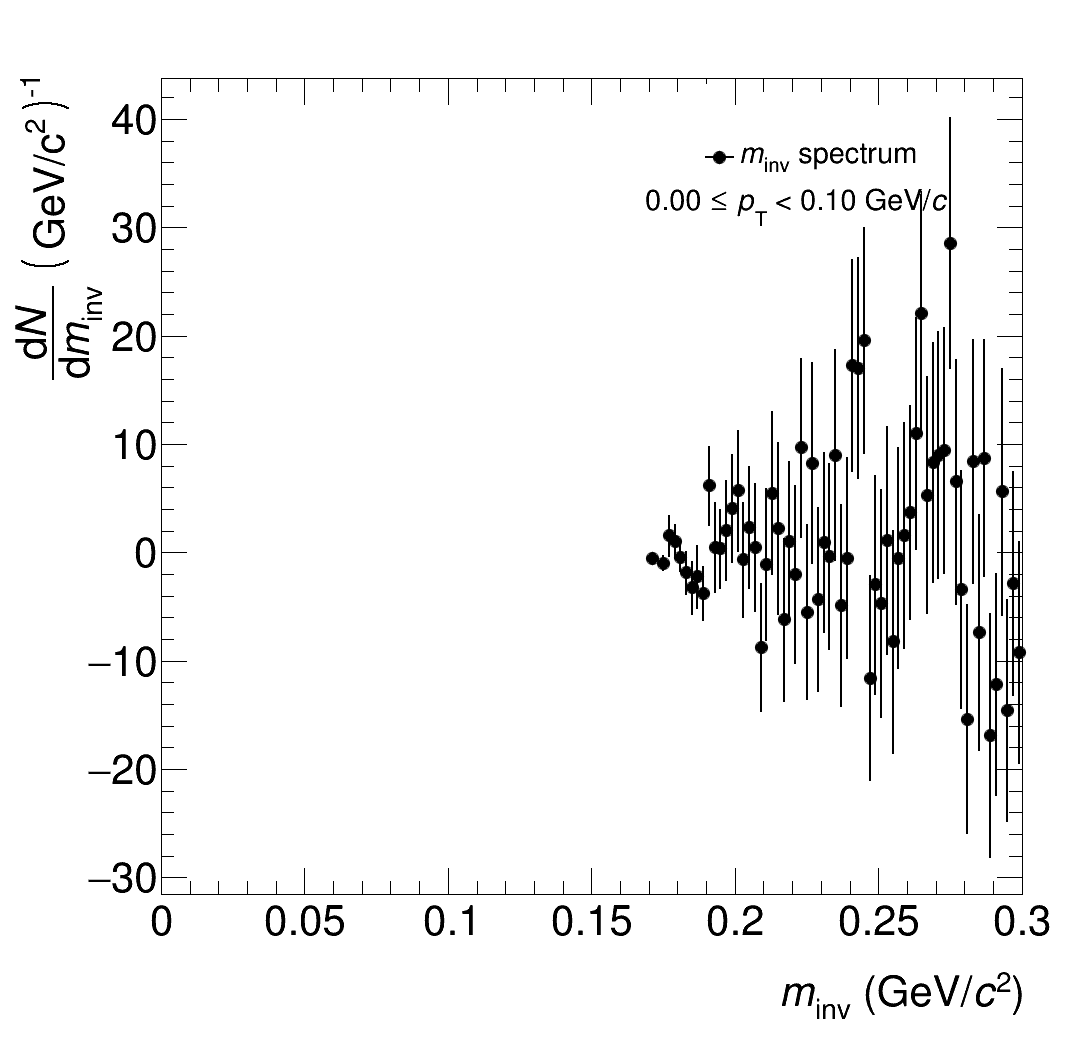 dN/dm_inv (GeV/c²)⁻¹
40
30
20
10
0
−10
−20
−30
m_inv spectrum
0.00 ≤ p_T < 0.10 GeV/c
0 0.05 0.1 0.15 0.2 0.25 0.3
m_inv (GeV/c²)